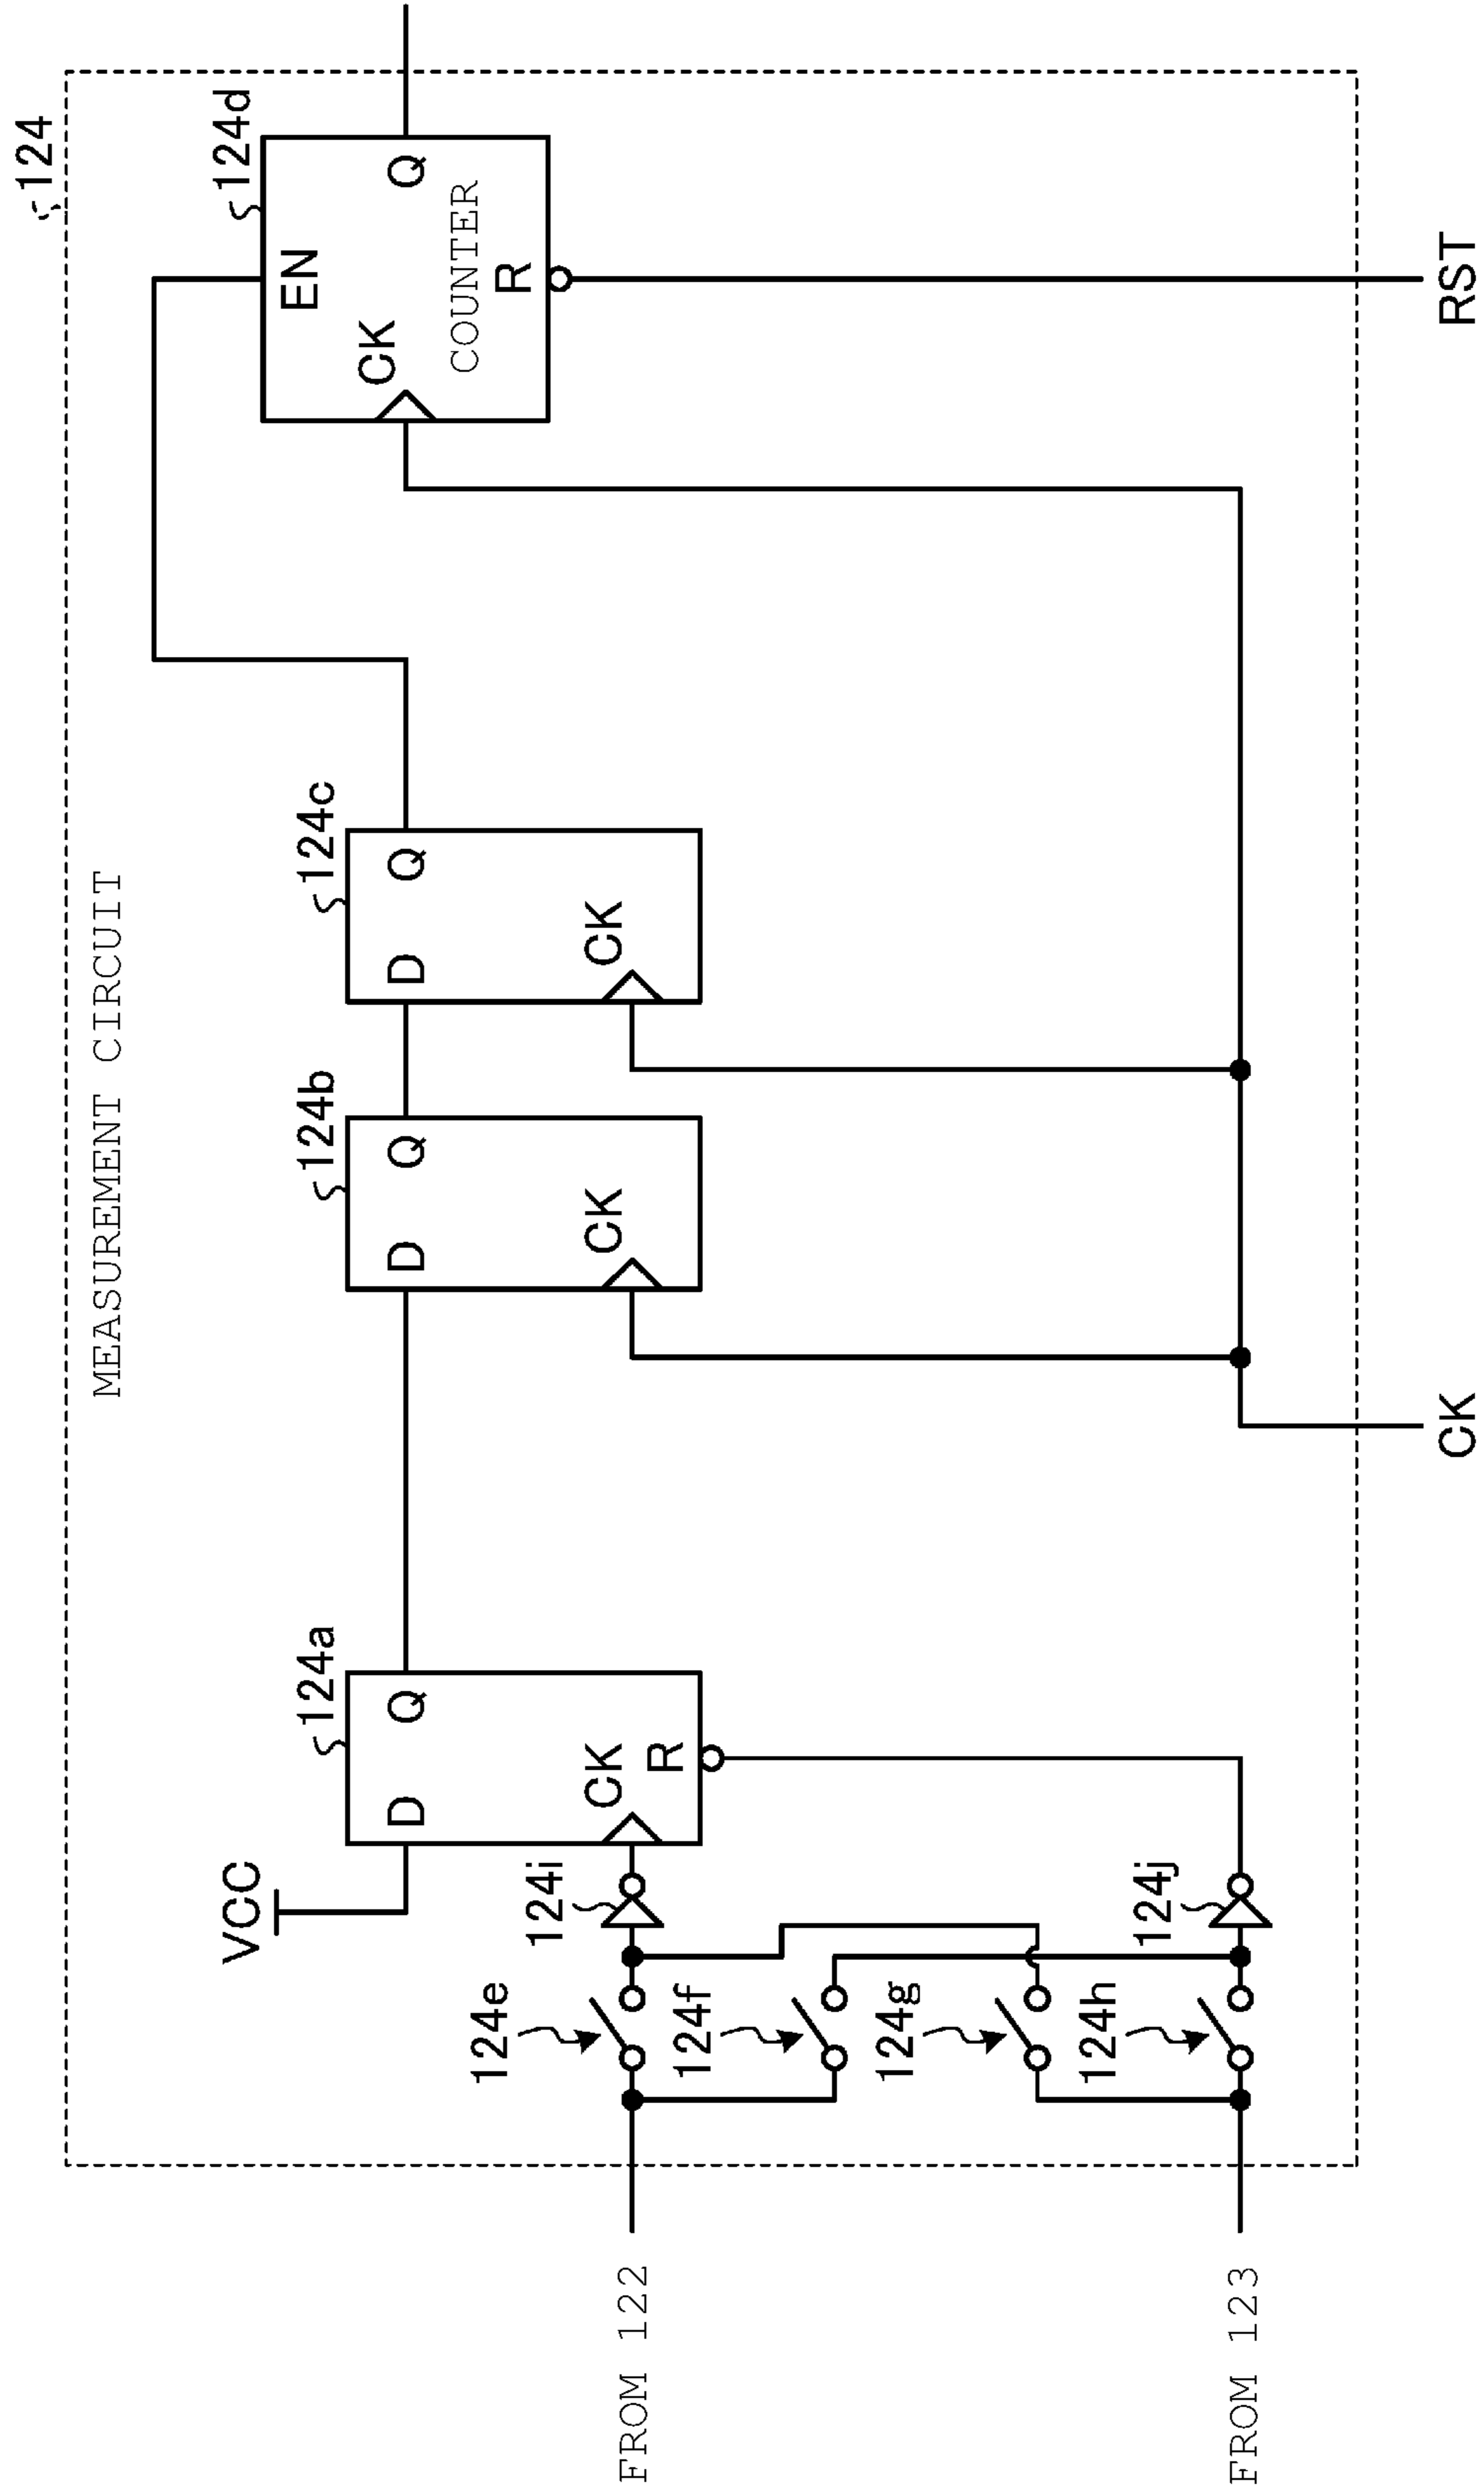 124
MEASUREMENT CIRCUIT
VCC
124a
D
Q
CK
R
124b
D
Q
CK
124c
D
Q
CK
124d
EN
CK
Q
COUNTER
R
124e
124f
124g
124h
124i
124j
FROM 122
FROM 123
CK
RST